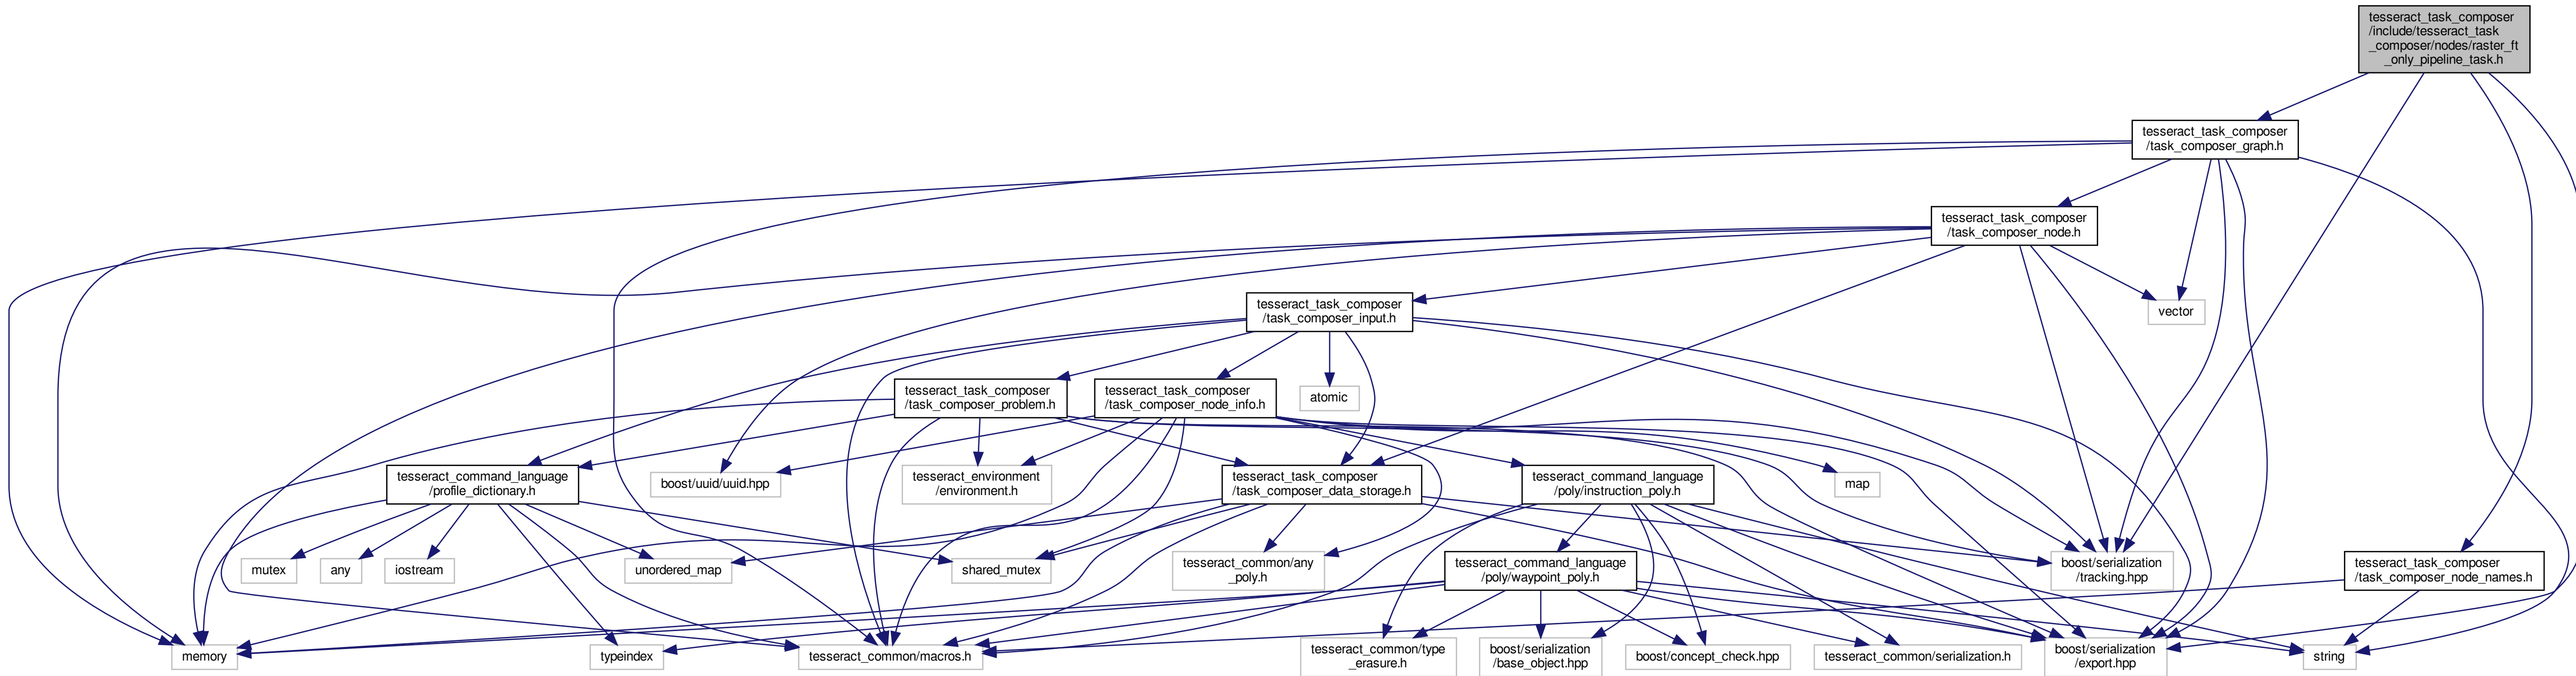 tesseract_task_composer
/include/tesseract_task
_composer/nodes/raster_ft
_only_pipeline_task.h
tesseract_task_composer
/task_composer_graph.h
tesseract_task_composer
/task_composer_node.h
tesseract_task_composer
/task_composer_input.h
vector
tesseract_task_composer
/task_composer_problem.h
tesseract_task_composer
/task_composer_node_info.h
atomic
tesseract_command_language
/profile_dictionary.h
boost/uuid/uuid.hpp
tesseract_environment
/environment.h
tesseract_task_composer
/task_composer_data_storage.h
tesseract_command_language
/poly/instruction_poly.h
map
mutex
any
iostream
unordered_map
shared_mutex
tesseract_common/any
_poly.h
tesseract_command_language
/poly/waypoint_poly.h
boost/serialization
/tracking.hpp
tesseract_task_composer
/task_composer_node_names.h
memory
typeindex
tesseract_common/macros.h
tesseract_common/type
_erasure.h
boost/serialization
/base_object.hpp
boost/concept_check.hpp
tesseract_common/serialization.h
boost/serialization
/export.hpp
string